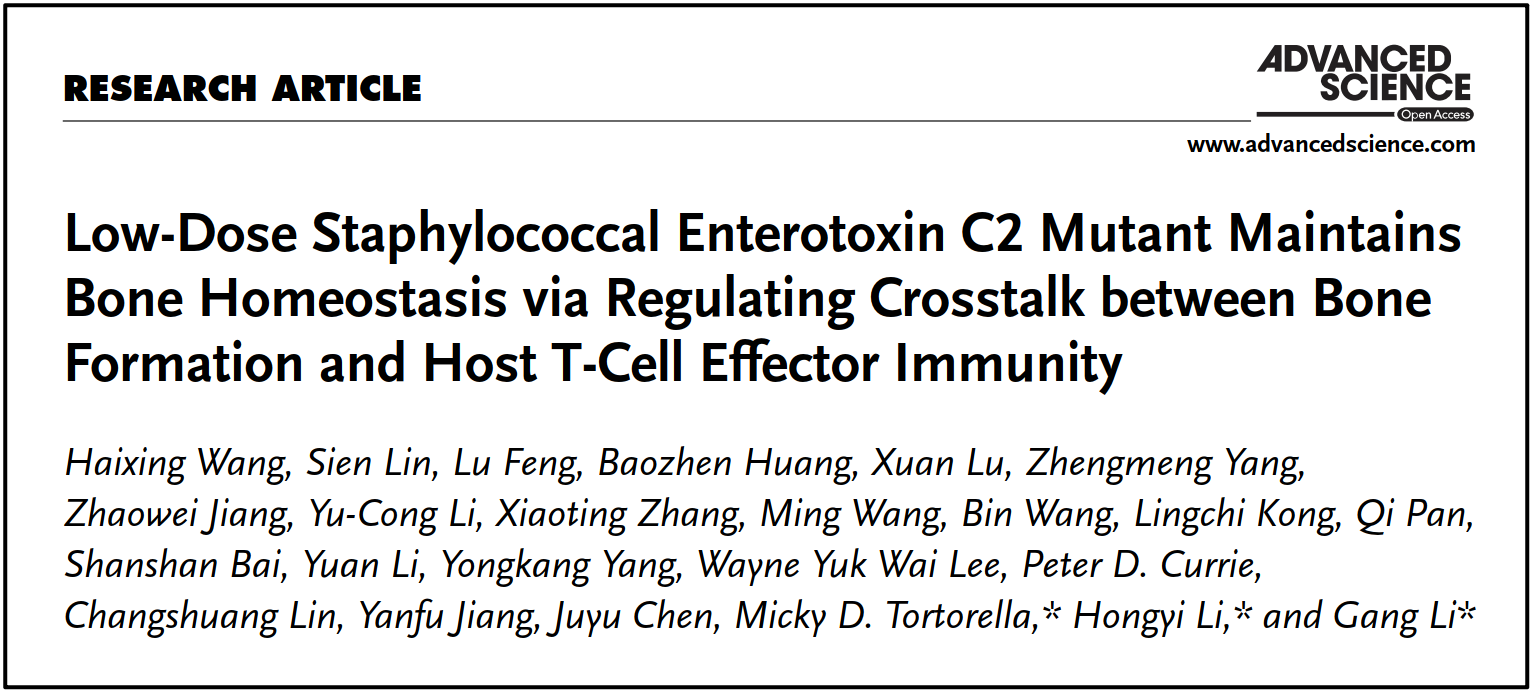 RESEARCH ARTICLE
ADVANCED
SCIENCE
Open Access
www.advancedscience.com
Low-Dose Staphylococcal Enterotoxin C2 Mutant Maintains
Bone Homeostasis via Regulating Crosstalk between Bone
Formation and Host T-Cell Effector Immunity
Haixing Wang, Sien Lin, Lu Feng, Baozhen Huang, Xuan Lu, Zhengmeng Yang,
Zhaowei Jiang, Yu-Cong Li, Xiaoting Zhang, Ming Wang, Bin Wang, Lingchi Kong, Qi Pan,
Shanshan Bai, Yuan Li, Yongkang Yang, Wayne Yuk Wai Lee, Peter D. Currie,
Changshuang Lin, Yanfu Jiang, Juyu Chen, Micky D. Tortorella,* Hongyi Li,* and Gang Li*